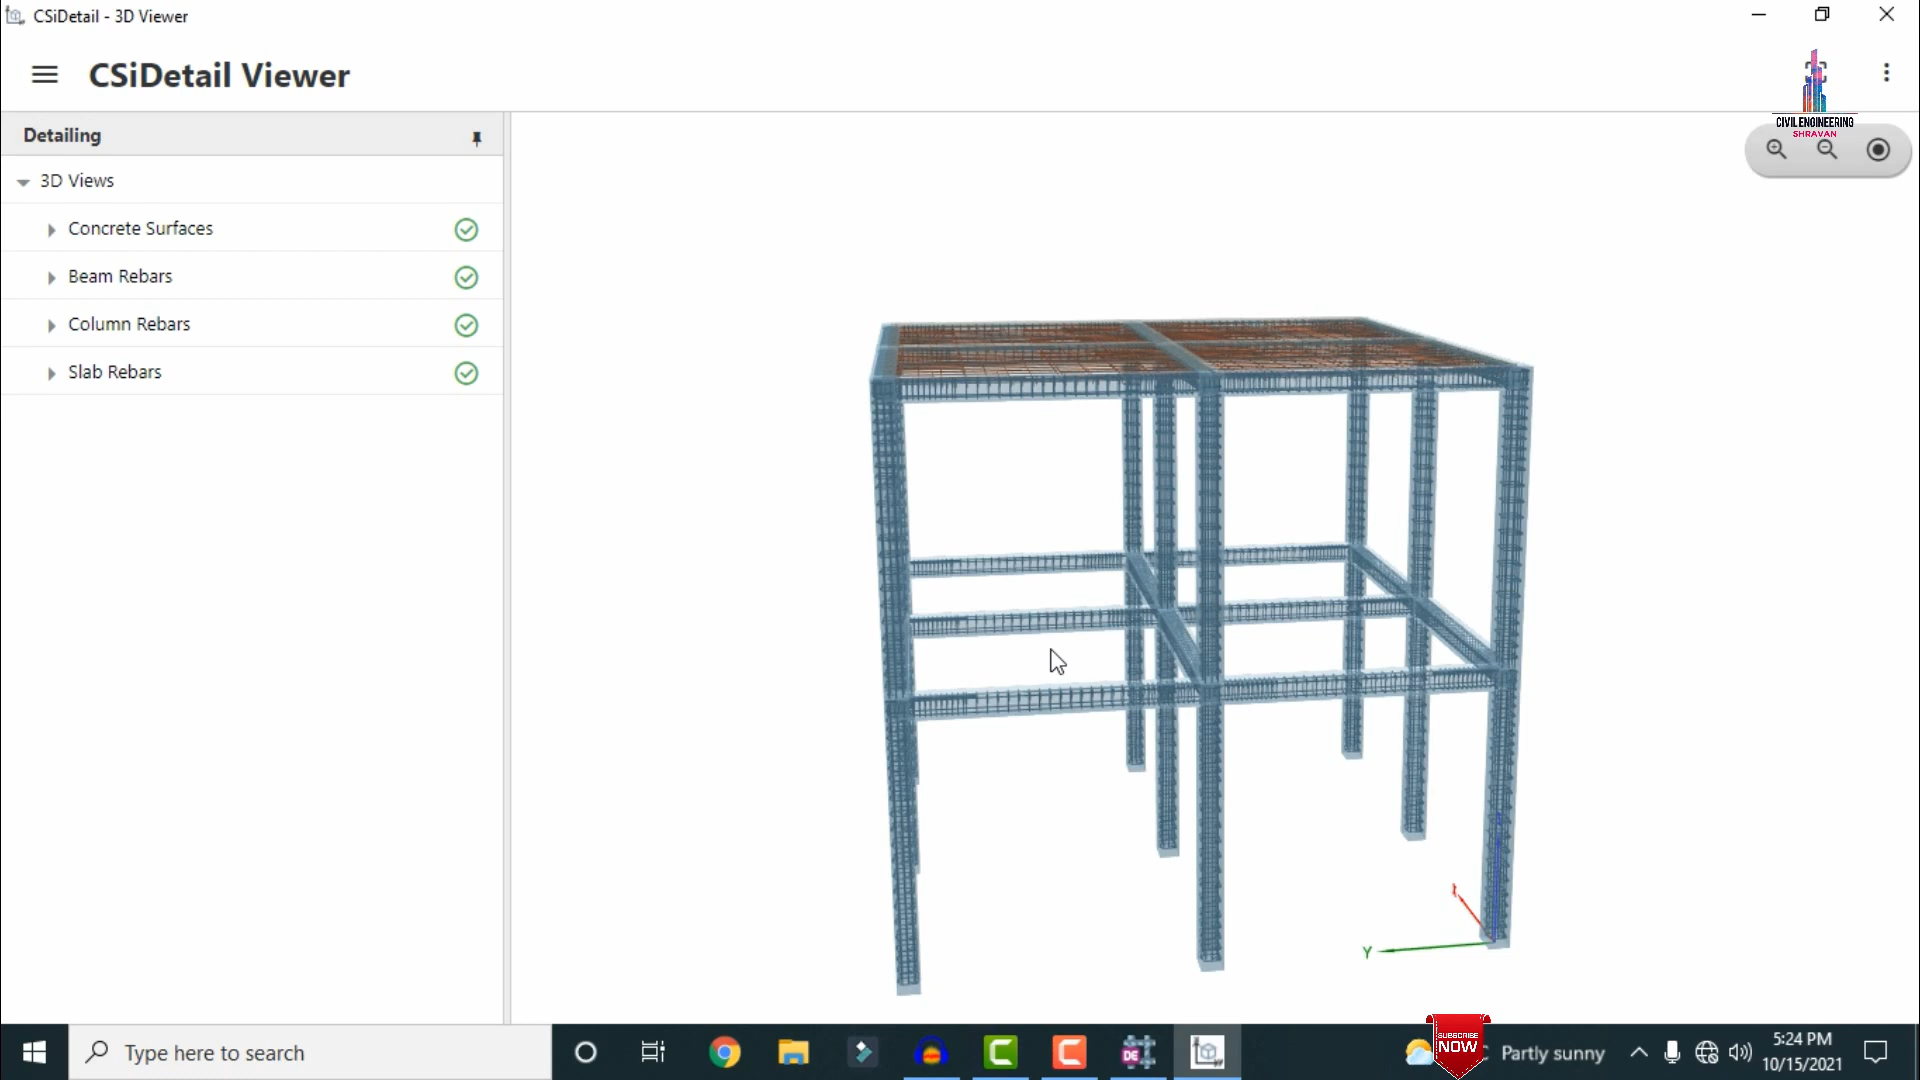 CSiDetail - 3D Viewer
CSiDetail Viewer
CIVIL ENGINEERING
SHRAVAN
Detailing
3D Views
Concrete Surfaces
Beam Rebars
Column Rebars
Slab Rebars
Y
Type here to search
DE
SUBSCRIBE
NOW
Partly sunny
5:24 PM
10/15/2021